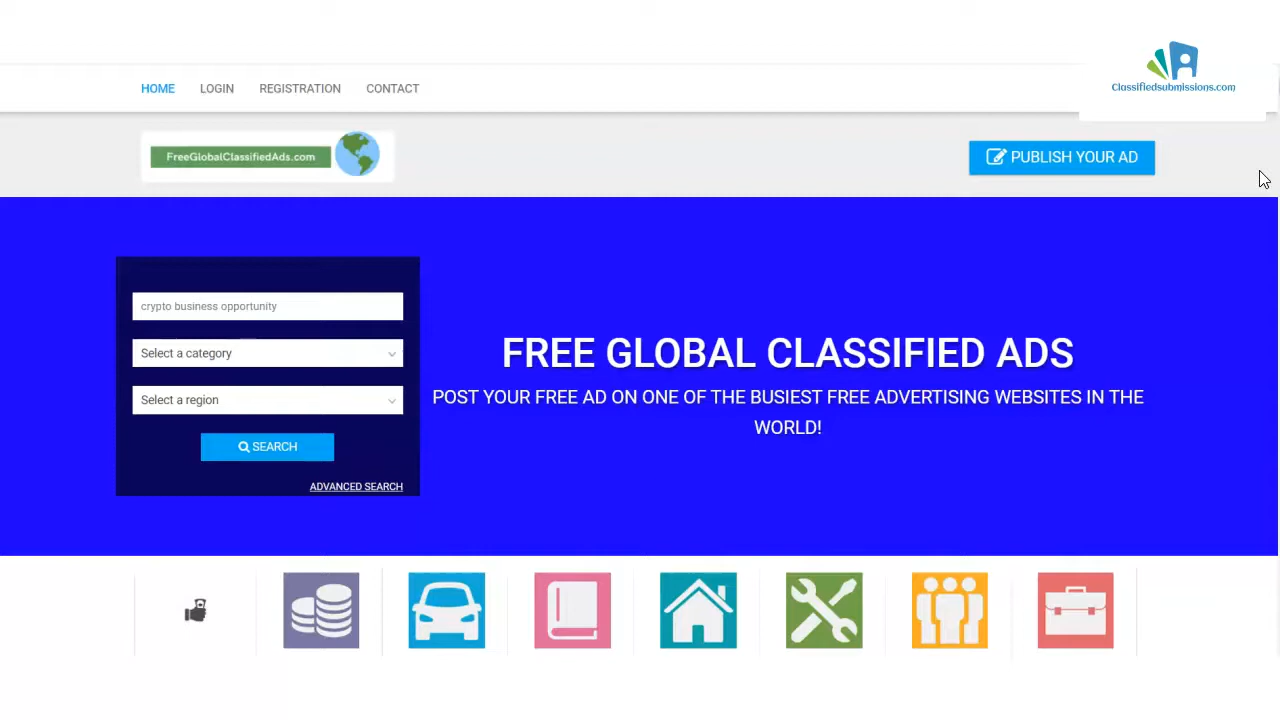 Classifiedsubmissions.com
HOME LOGIN REGISTRATION CONTACT
FreeGlobalClassifiedAds.com
PUBLISH YOUR AD
crypto business opportunity
Select a category
Select a region
SEARCH
ADVANCED SEARCH
FREE GLOBAL CLASSIFIED ADS
POST YOUR FREE AD ON ONE OF THE BUSIEST FREE ADVERTISING WEBSITES IN THE
WORLD!